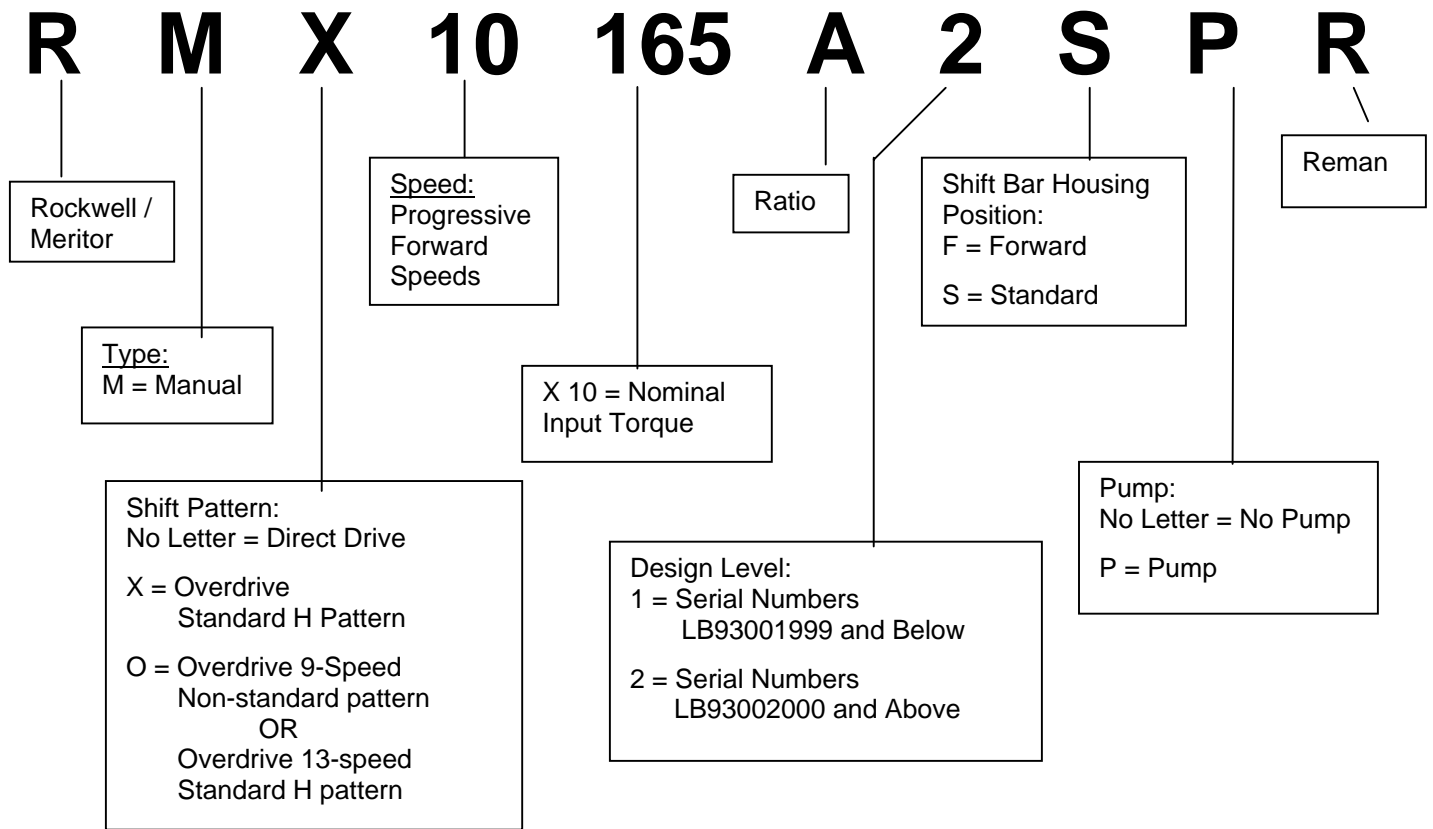 R M X 10 165 A 2 S P R
Rockwell /
Meritor
Type:
M = Manual
Shift Pattern:
No Letter = Direct Drive
X = Overdrive
Standard H Pattern
O = Overdrive 9-Speed
Non-standard pattern
OR
Overdrive 13-speed
Standard H pattern
Speed:
Progressive
Forward
Speeds
X 10 = Nominal
Input Torque
Ratio
Design Level:
1 = Serial Numbers
LB93001999 and Below
2 = Serial Numbers
LB93002000 and Above
Shift Bar Housing
Position:
F = Forward
S = Standard
Pump:
No Letter = No Pump
P = Pump
Reman